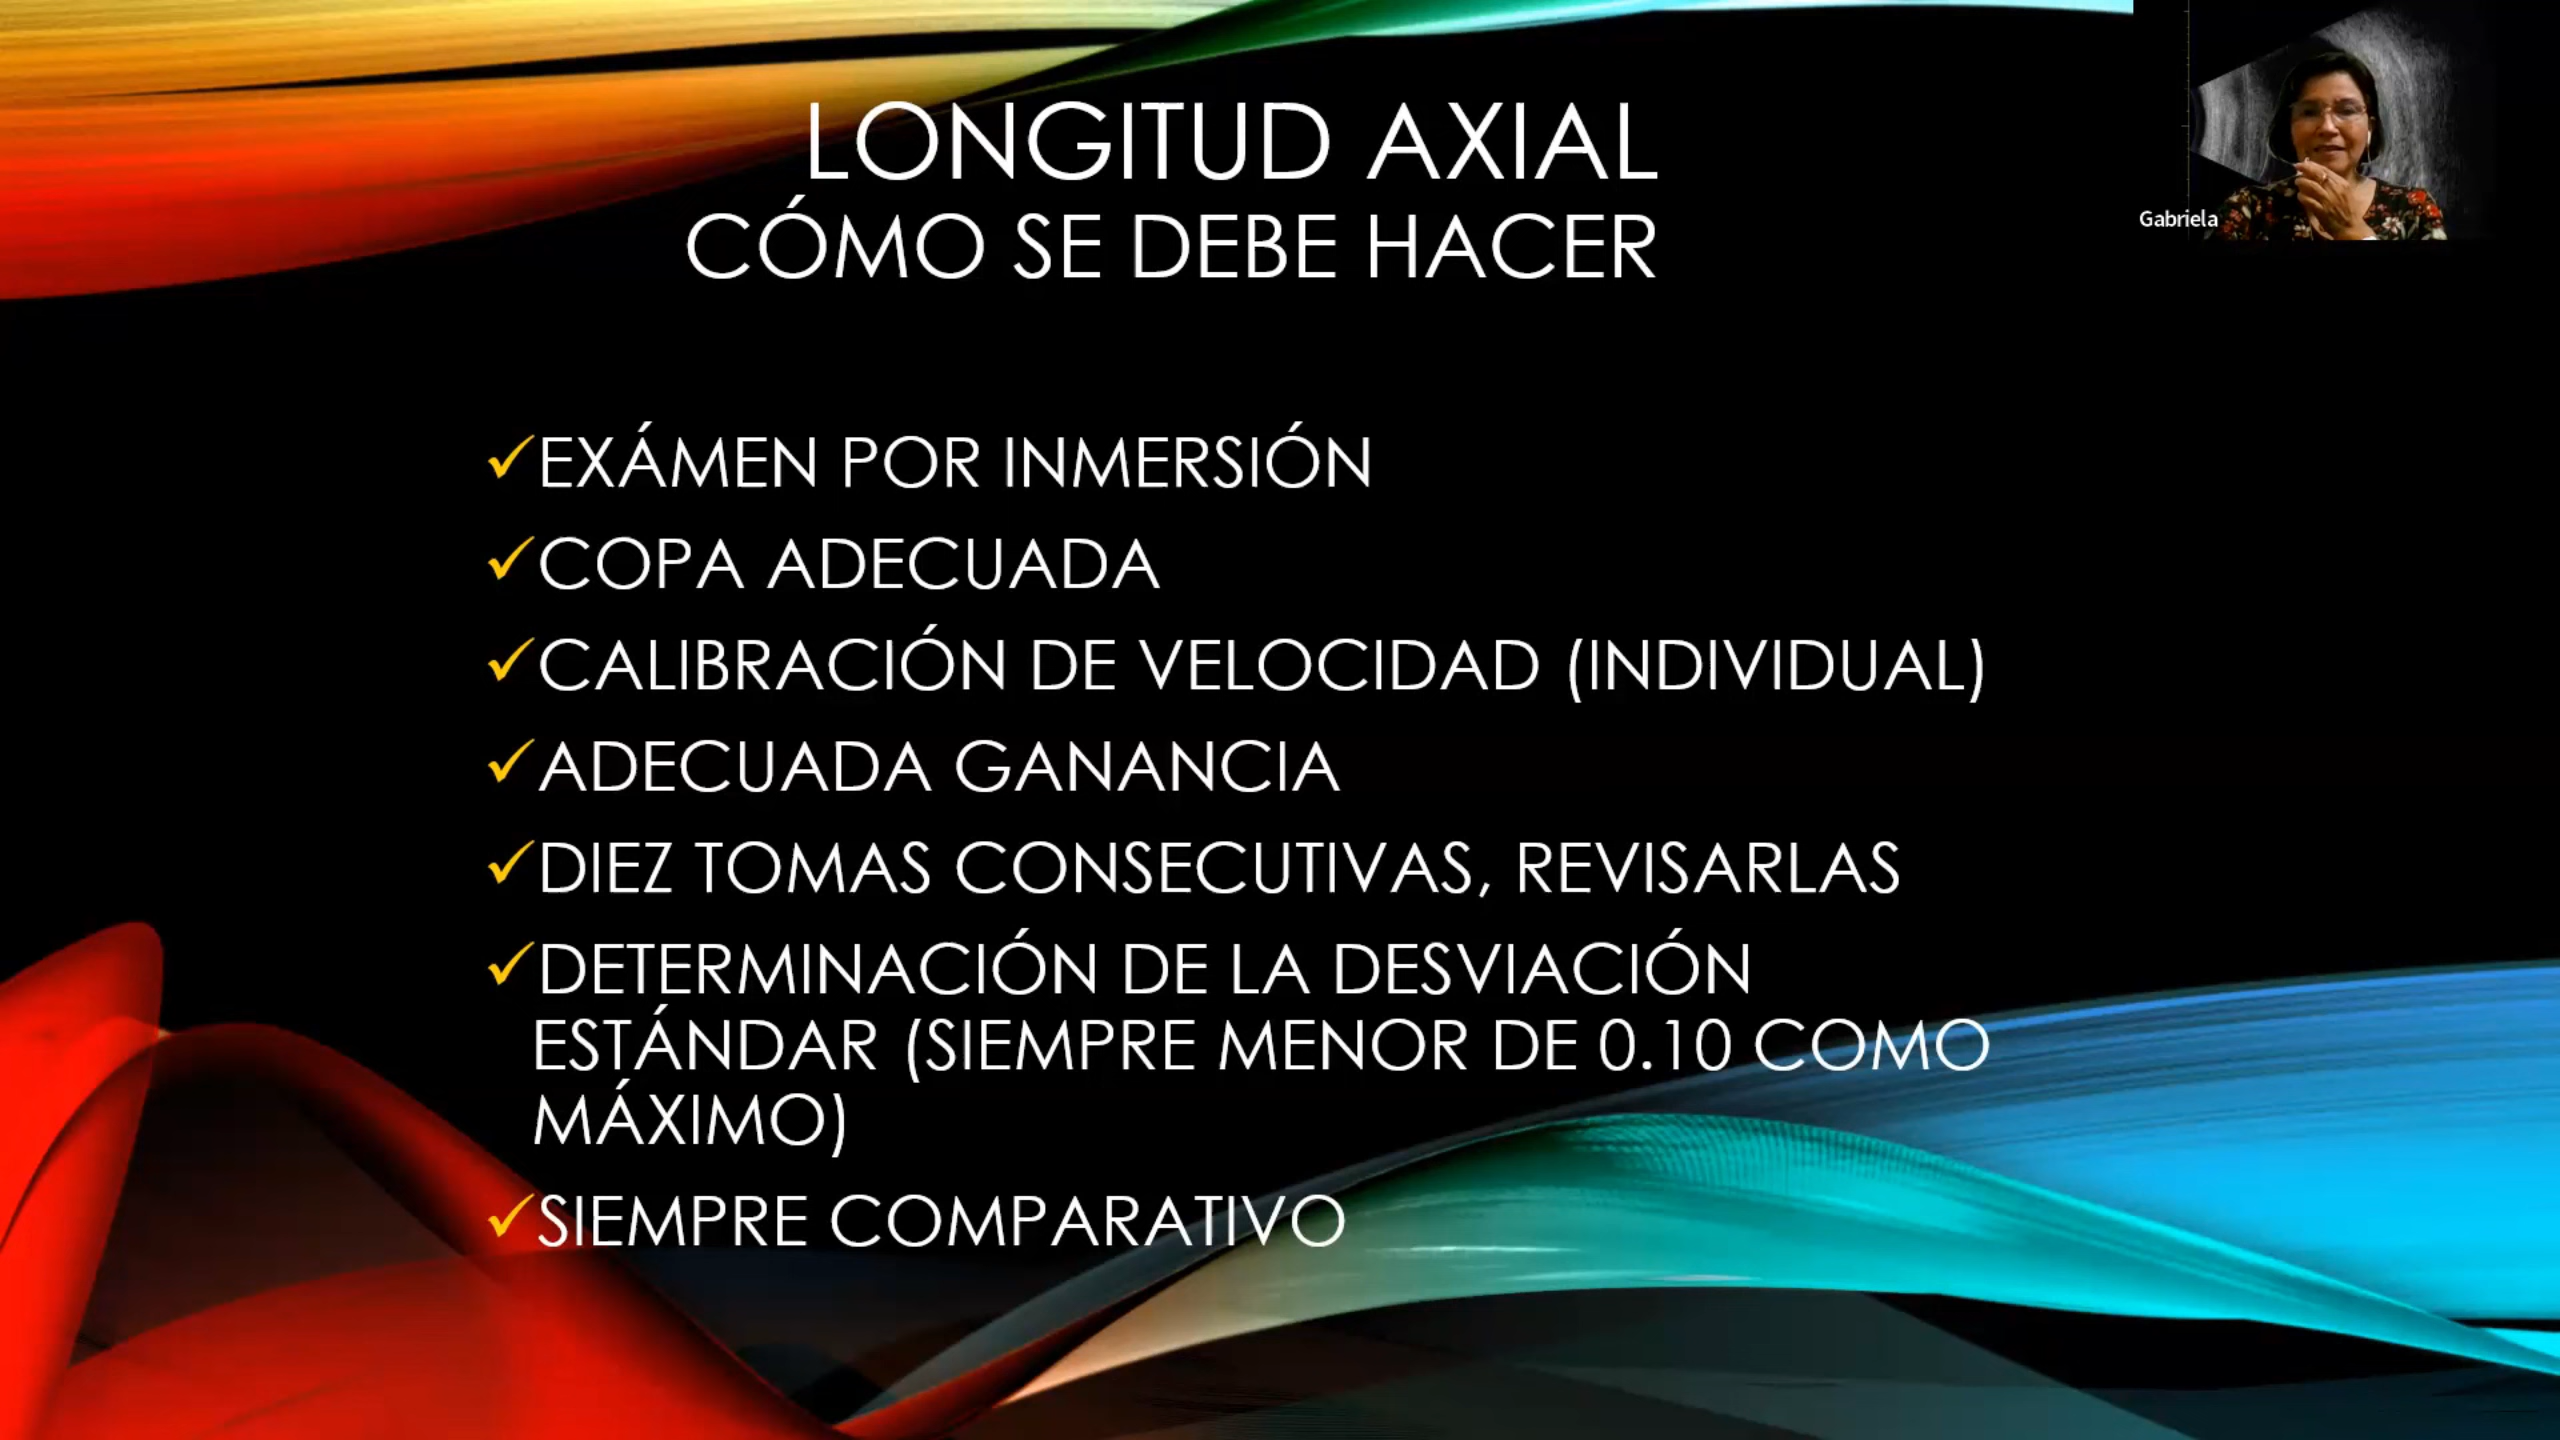 LONGITUD AXIAL
CÓMO SE DEBE HACER
Gabriela
✓EXÁMEN POR INMERSIÓN
✓COPA ADECUADA
✓CALIBRACIÓN DE VELOCIDAD (INDIVIDUAL)
✓ADECUADA GANANCIA
✓DIEZ TOMAS CONSECUTIVAS, REVISARLAS
✓DETERMINACIÓN DE LA DESVIACIÓN
ESTÁNDAR (SIEMPRE MENOR DE 0.10 COMO
MÁXIMO)
✓SIEMPRE COMPARATIVO